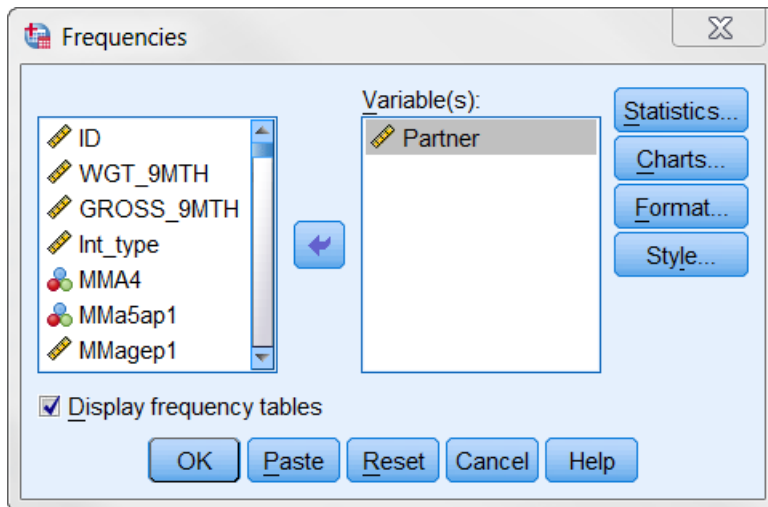 Frequencies
Variable(s):
ID
WGT_9MTH
GROSS_9MTH
Int_type
MMA4
MMa5ap1
MMagep1
Partner
Statistics...
Charts...
Format...
Style...
Display frequency tables
OK Paste Reset Cancel Help